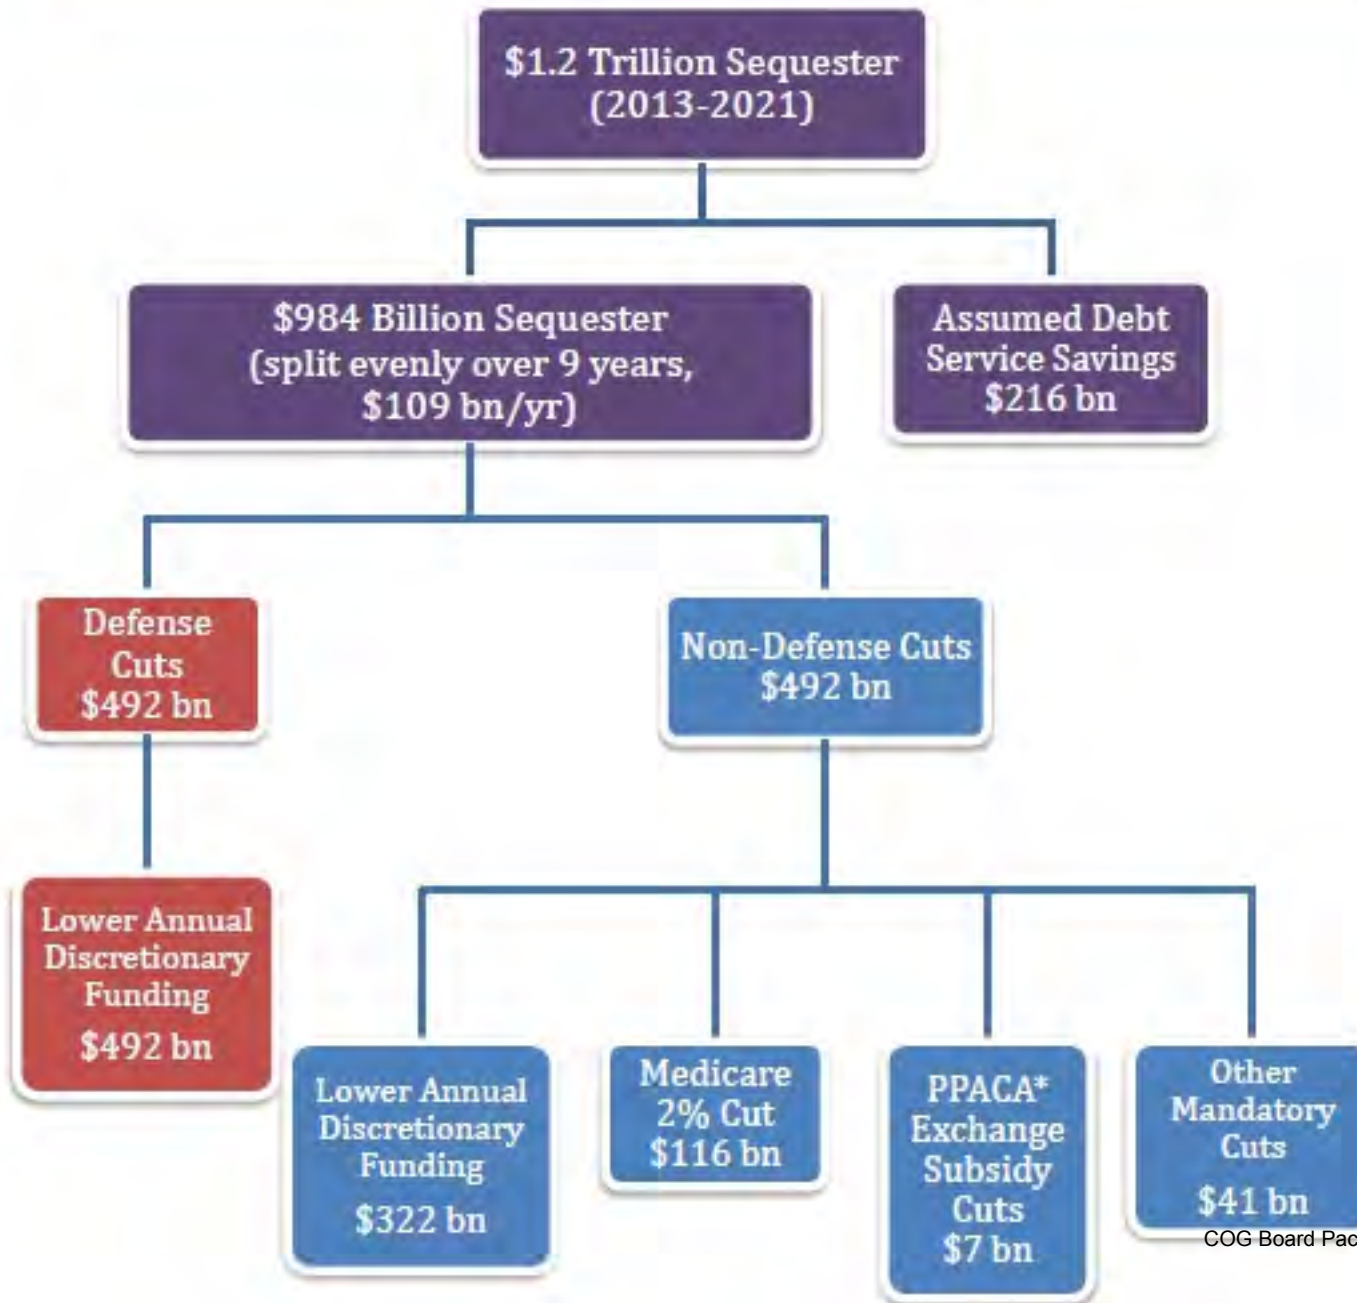 $1.2 Trillion Sequester
(2013-2021)
$984 Billion Sequester
(split evenly over 9 years,
$109 bn/yr)
Assumed Debt
Service Savings
$216 bn
Defense
Cuts
$492 bn
Non-Defense Cuts
$492 bn
Lower Annual
Discretionary
Funding
$492 bn
Lower Annual
Discretionary
Funding
$322 bn
Medicare
2% Cut
$116 bn
PPACA*
Exchange
Subsidy
Cuts
$7 bn
Other
Mandatory
Cuts
$41 bn
COG Board Pac